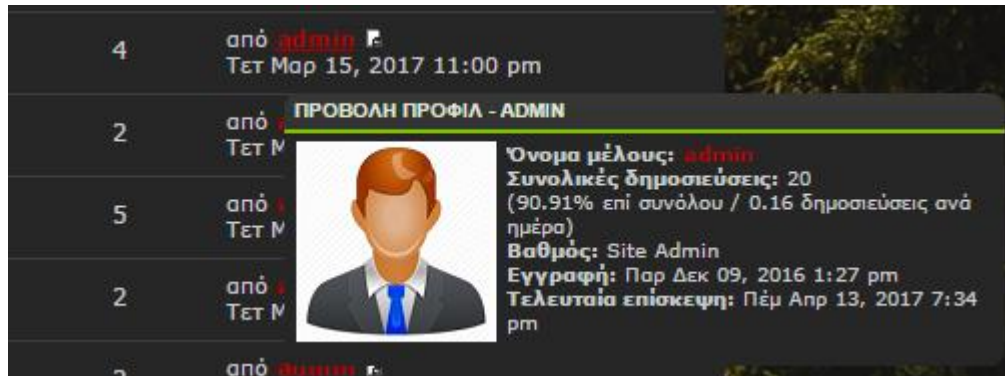 4
από admin
Τετ Μαρ 15, 2017 11:00 pm
2
από
Τετ Μ
5
από
Τετ Μ
2
από
Τετ Μ
από admin
ΠΡΟΒΟΛΗ ΠΡΟΦΙΛ - ADMIN
Όνομα μέλους: admin
Συνολικές δημοσιεύσεις: 20
(90.91% επί συνόλου / 0.16 δημοσιεύσεις ανά
ημέρα)
Βαθμός: Site Admin
Εγγραφή: Παρ Δεκ 09, 2016 1:27 pm
Τελευταία επίσκεψη: Πέμ Απρ 13, 2017 7:34
pm